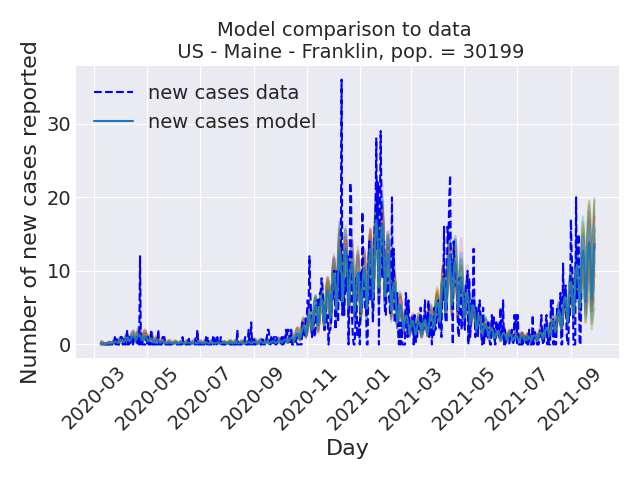 Model comparison to data
US - Maine - Franklin, pop. = 30199
Number of new cases reported
new cases data
new cases model
30
20
10
0
2020-03
2020-05
2020-07
2020-09
2020-11
2021-01
2021-03
2021-05
2021-07
2021-09
Day